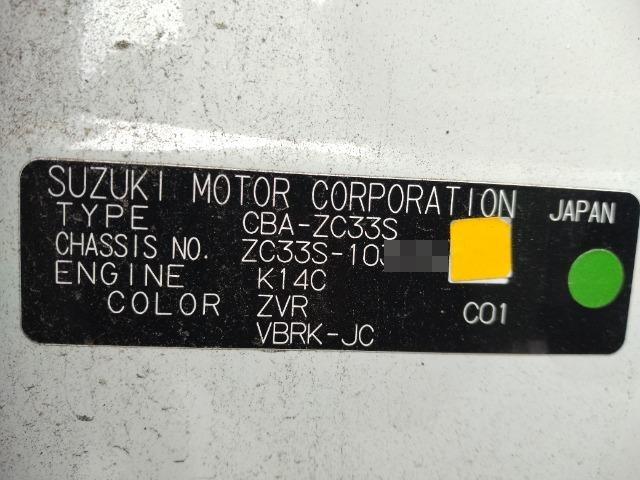 SUZUKI MOTOR CORPORATION JAPAN
TYPE CBA-ZC33S
CHASSIS NO. ZC33S-10
ENGINE K14C
COLOR ZVR C01
VBRK-JC